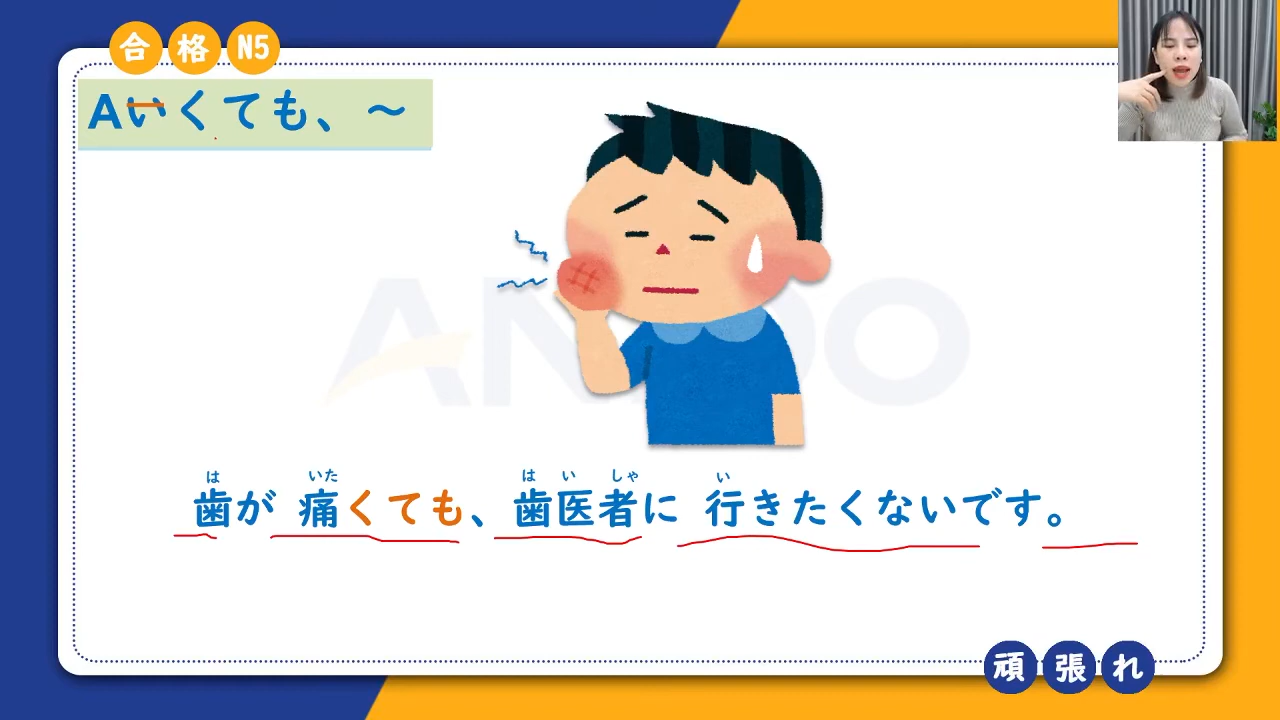 合格N5
Aいくても、～
ANDO
は いた は い しゃ い
歯が 痛くても、歯医者に 行きたくないです。
頑張れ